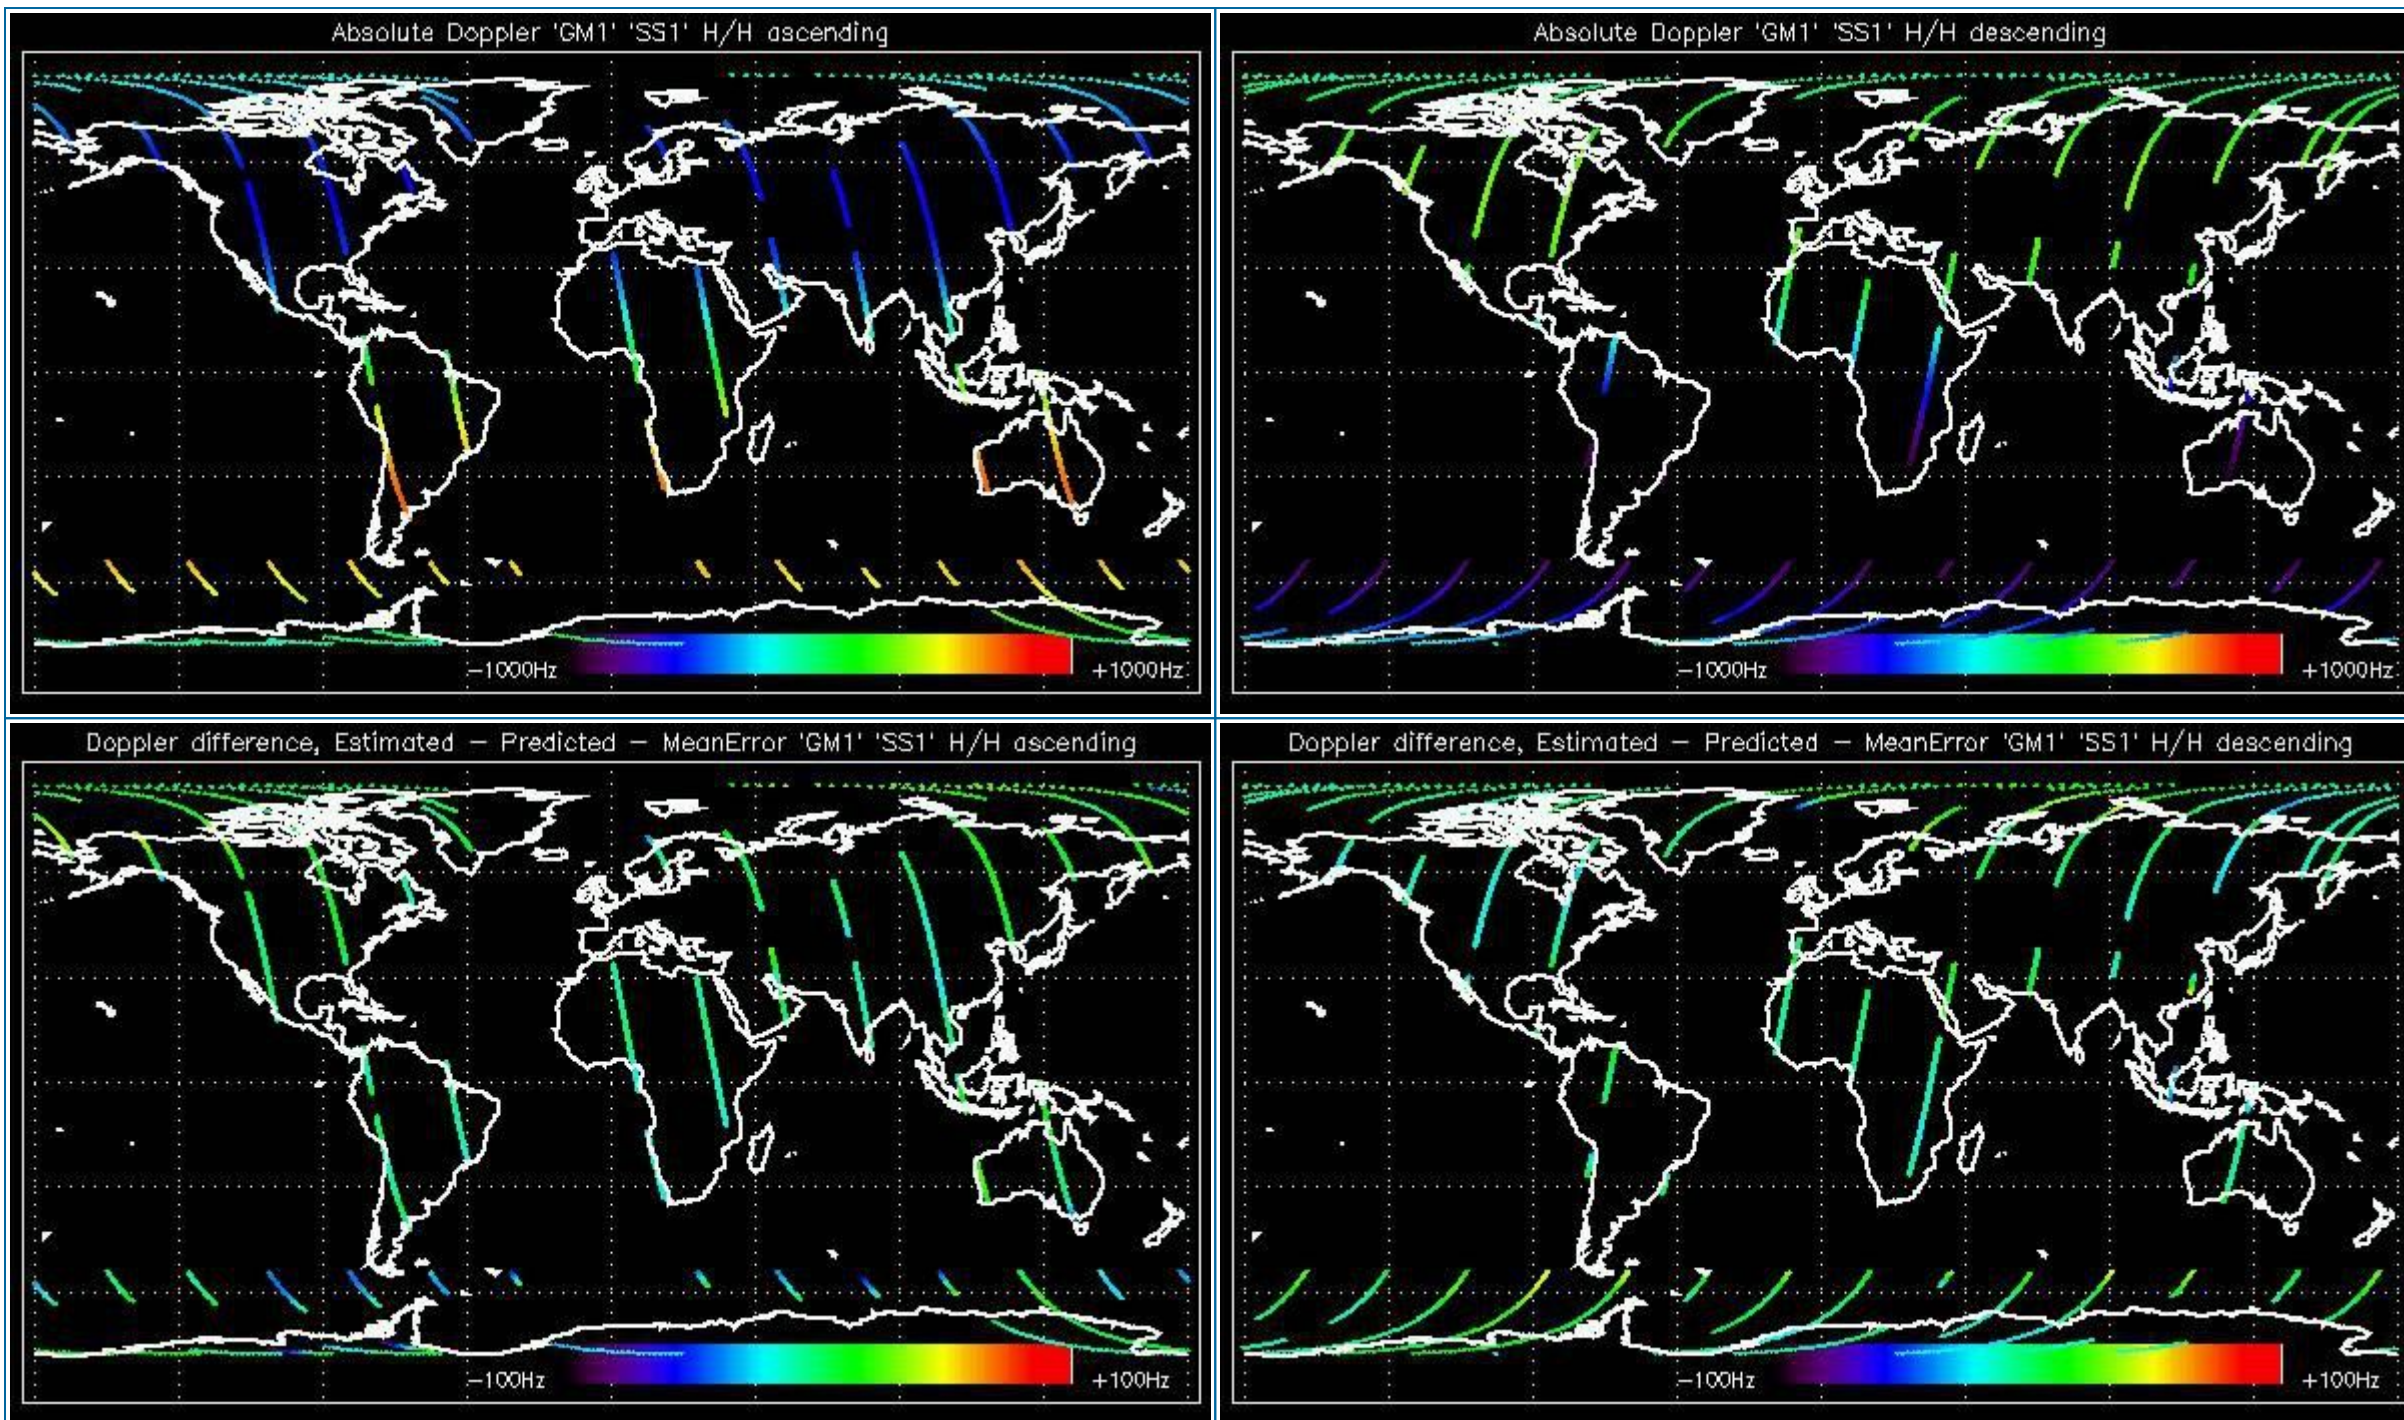 Absolute Doppler 'GM1' 'SS1' H/H ascending
−1000Hz
+1000Hz
Absolute Doppler 'GM1' 'SS1' H/H descending
−1000Hz
+1000Hz
Doppler difference, Estimated − Predicted − MeanError 'GM1' 'SS1' H/H ascending
−100Hz
+100Hz
Doppler difference, Estimated − Predicted − MeanError 'GM1' 'SS1' H/H descending
−100Hz
+100Hz